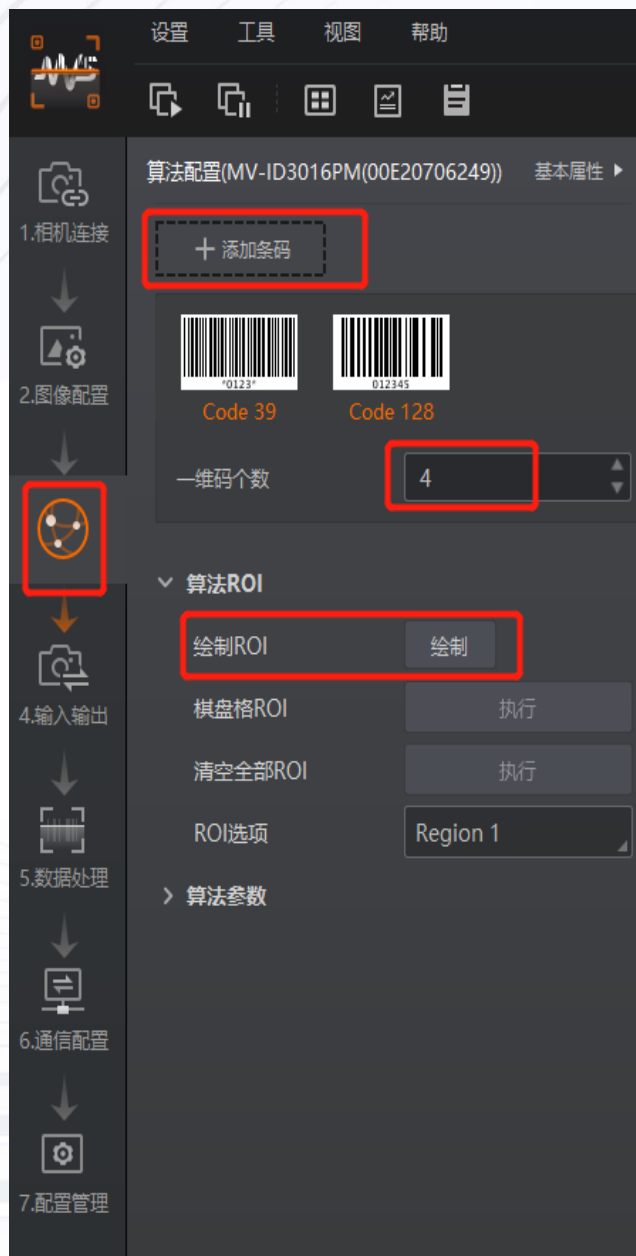 设置 工具 视图 帮助
算法配置(MV-ID3016PM(00E20706249)) 基本属性
1.相机连接
添加条码
*0123*
012345
Code 39
Code 128
2.图像配置
一维码个数
4
算法ROI
绘制ROI
绘制
4.输入输出
棋盘格ROI
执行
清空全部ROI
执行
ROI选项
Region 1
5.数据处理
算法参数
6.通信配置
7.配置管理